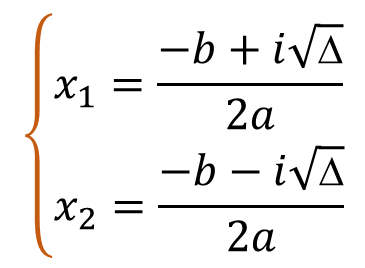 x₁ = (-b + i√Δ) / 2a
x₂ = (-b - i√Δ) / 2a